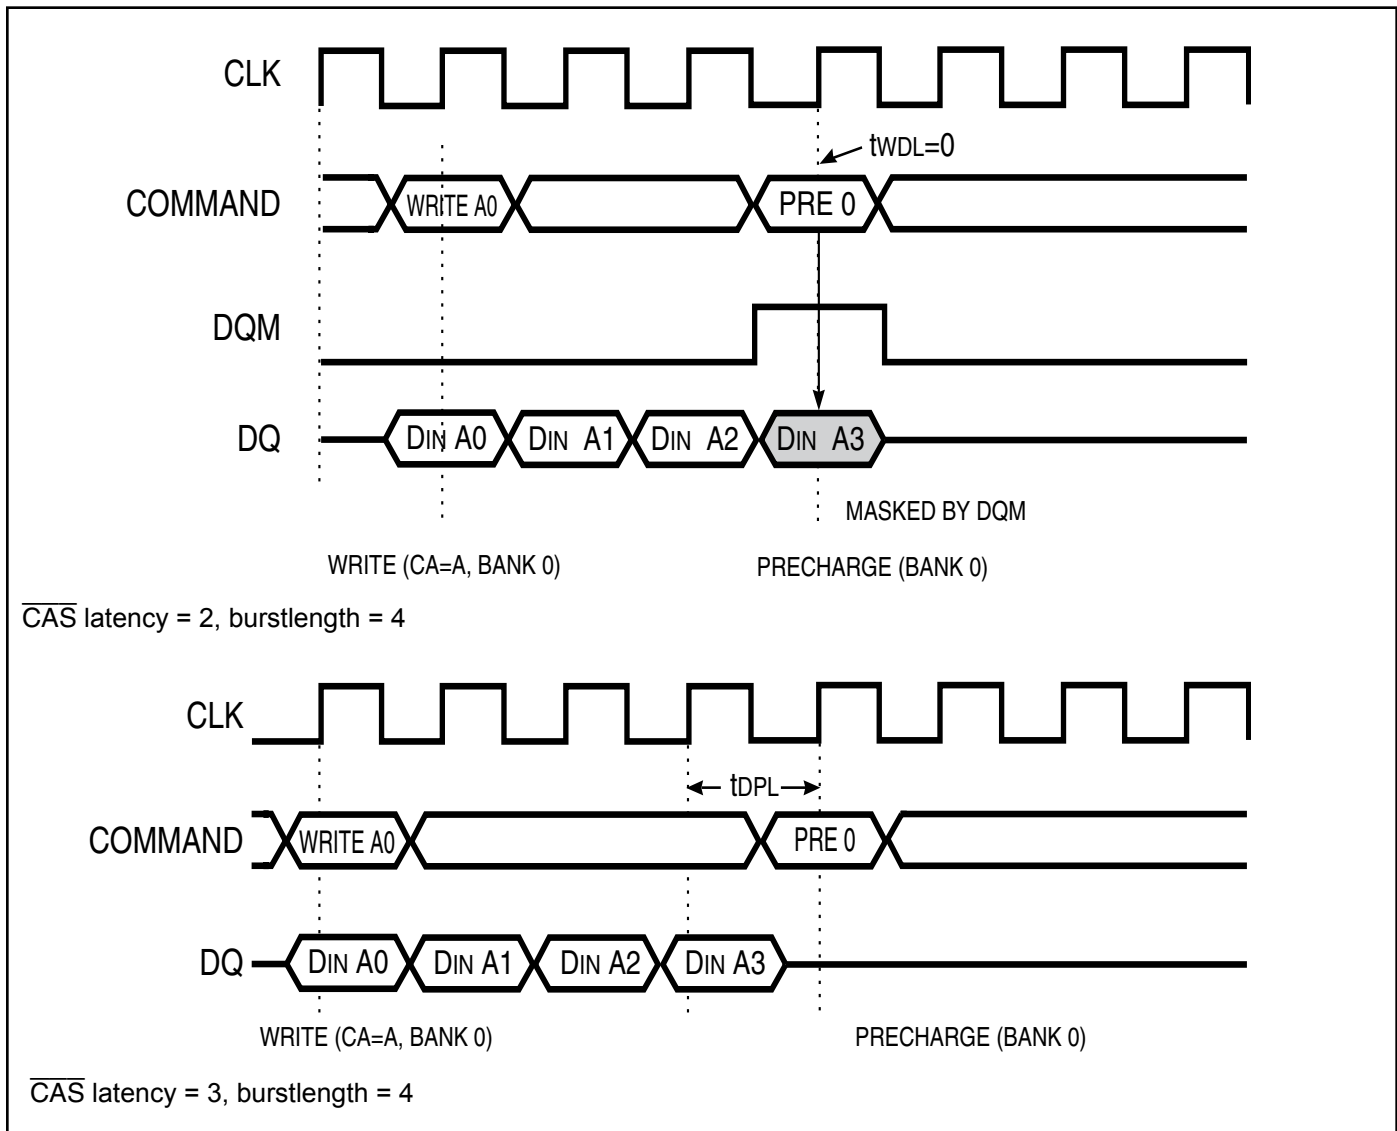 CLK
tWDL=0
COMMAND WRITE A0 PRE 0
DQM
DQ DIN A0 DIN A1 DIN A2 DIN A3
MASKED BY DQM
WRITE (CA=A, BANK 0) PRECHARGE (BANK 0)
CAS latency = 2, burstlength = 4
CLK
tDPL
COMMAND WRITE A0 PRE 0
DQ DIN A0 DIN A1 DIN A2 DIN A3
WRITE (CA=A, BANK 0) PRECHARGE (BANK 0)
CAS latency = 3, burstlength = 4